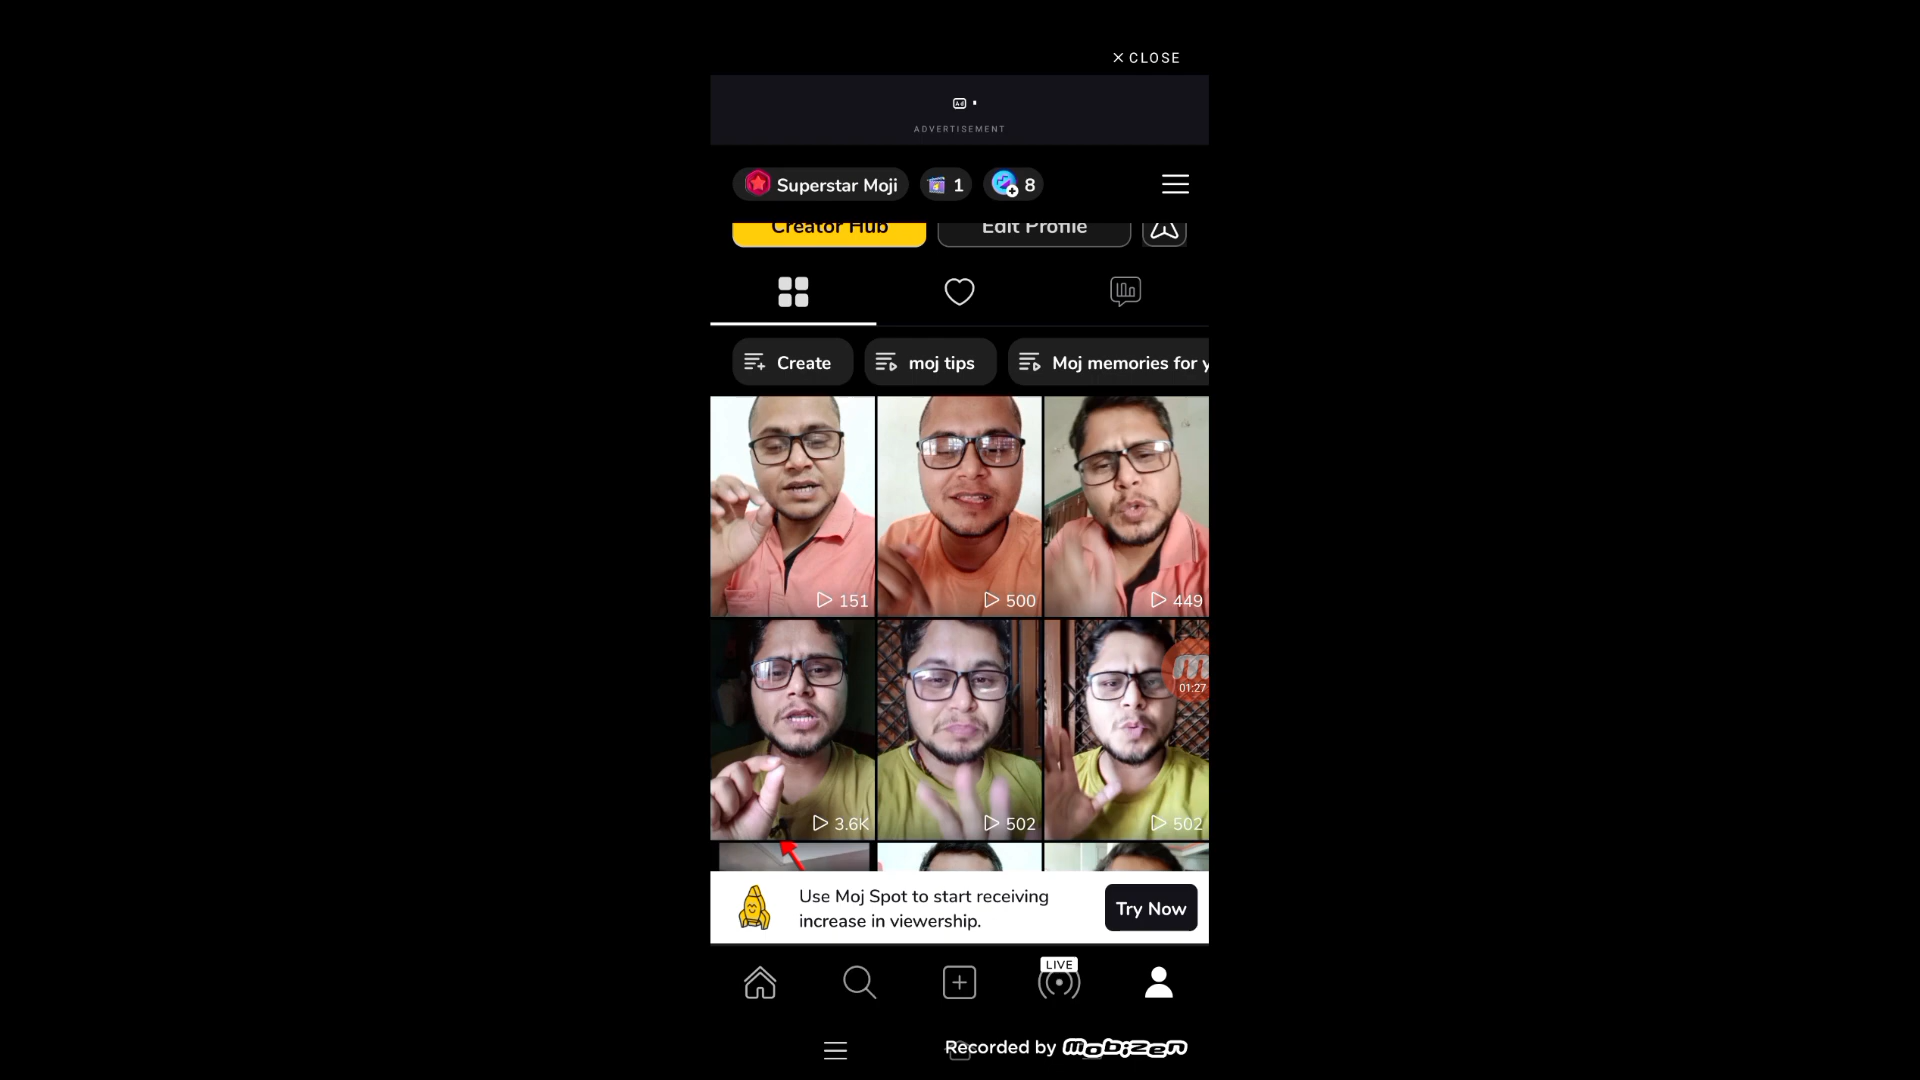 CLOSE
Ad
ADVERTISEMENT
Superstar Moji
1
8
Creator Hub
Edit Profile
Create
moj tips
Moj memories for y
151
500
449
01:27
3.6K
502
502
Use Moj Spot to start receiving
increase in viewership.
Try Now
LIVE
Recorded by mobizen